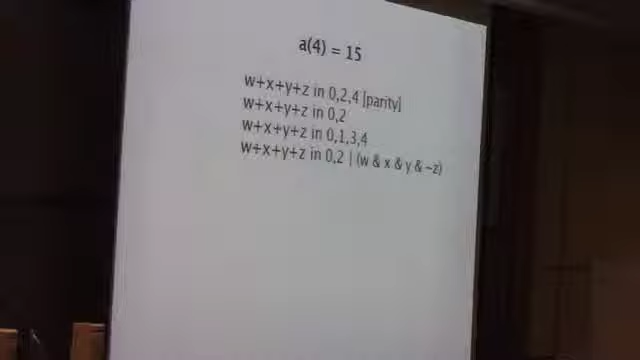 a(4) = 15
w+x+y+z in 0,2,4 [parity]
w+x+y+z in 0,2
w+x+y+z in 0,1,3,4
w+x+y+z in 0,2 | (w & x & y & ~z)